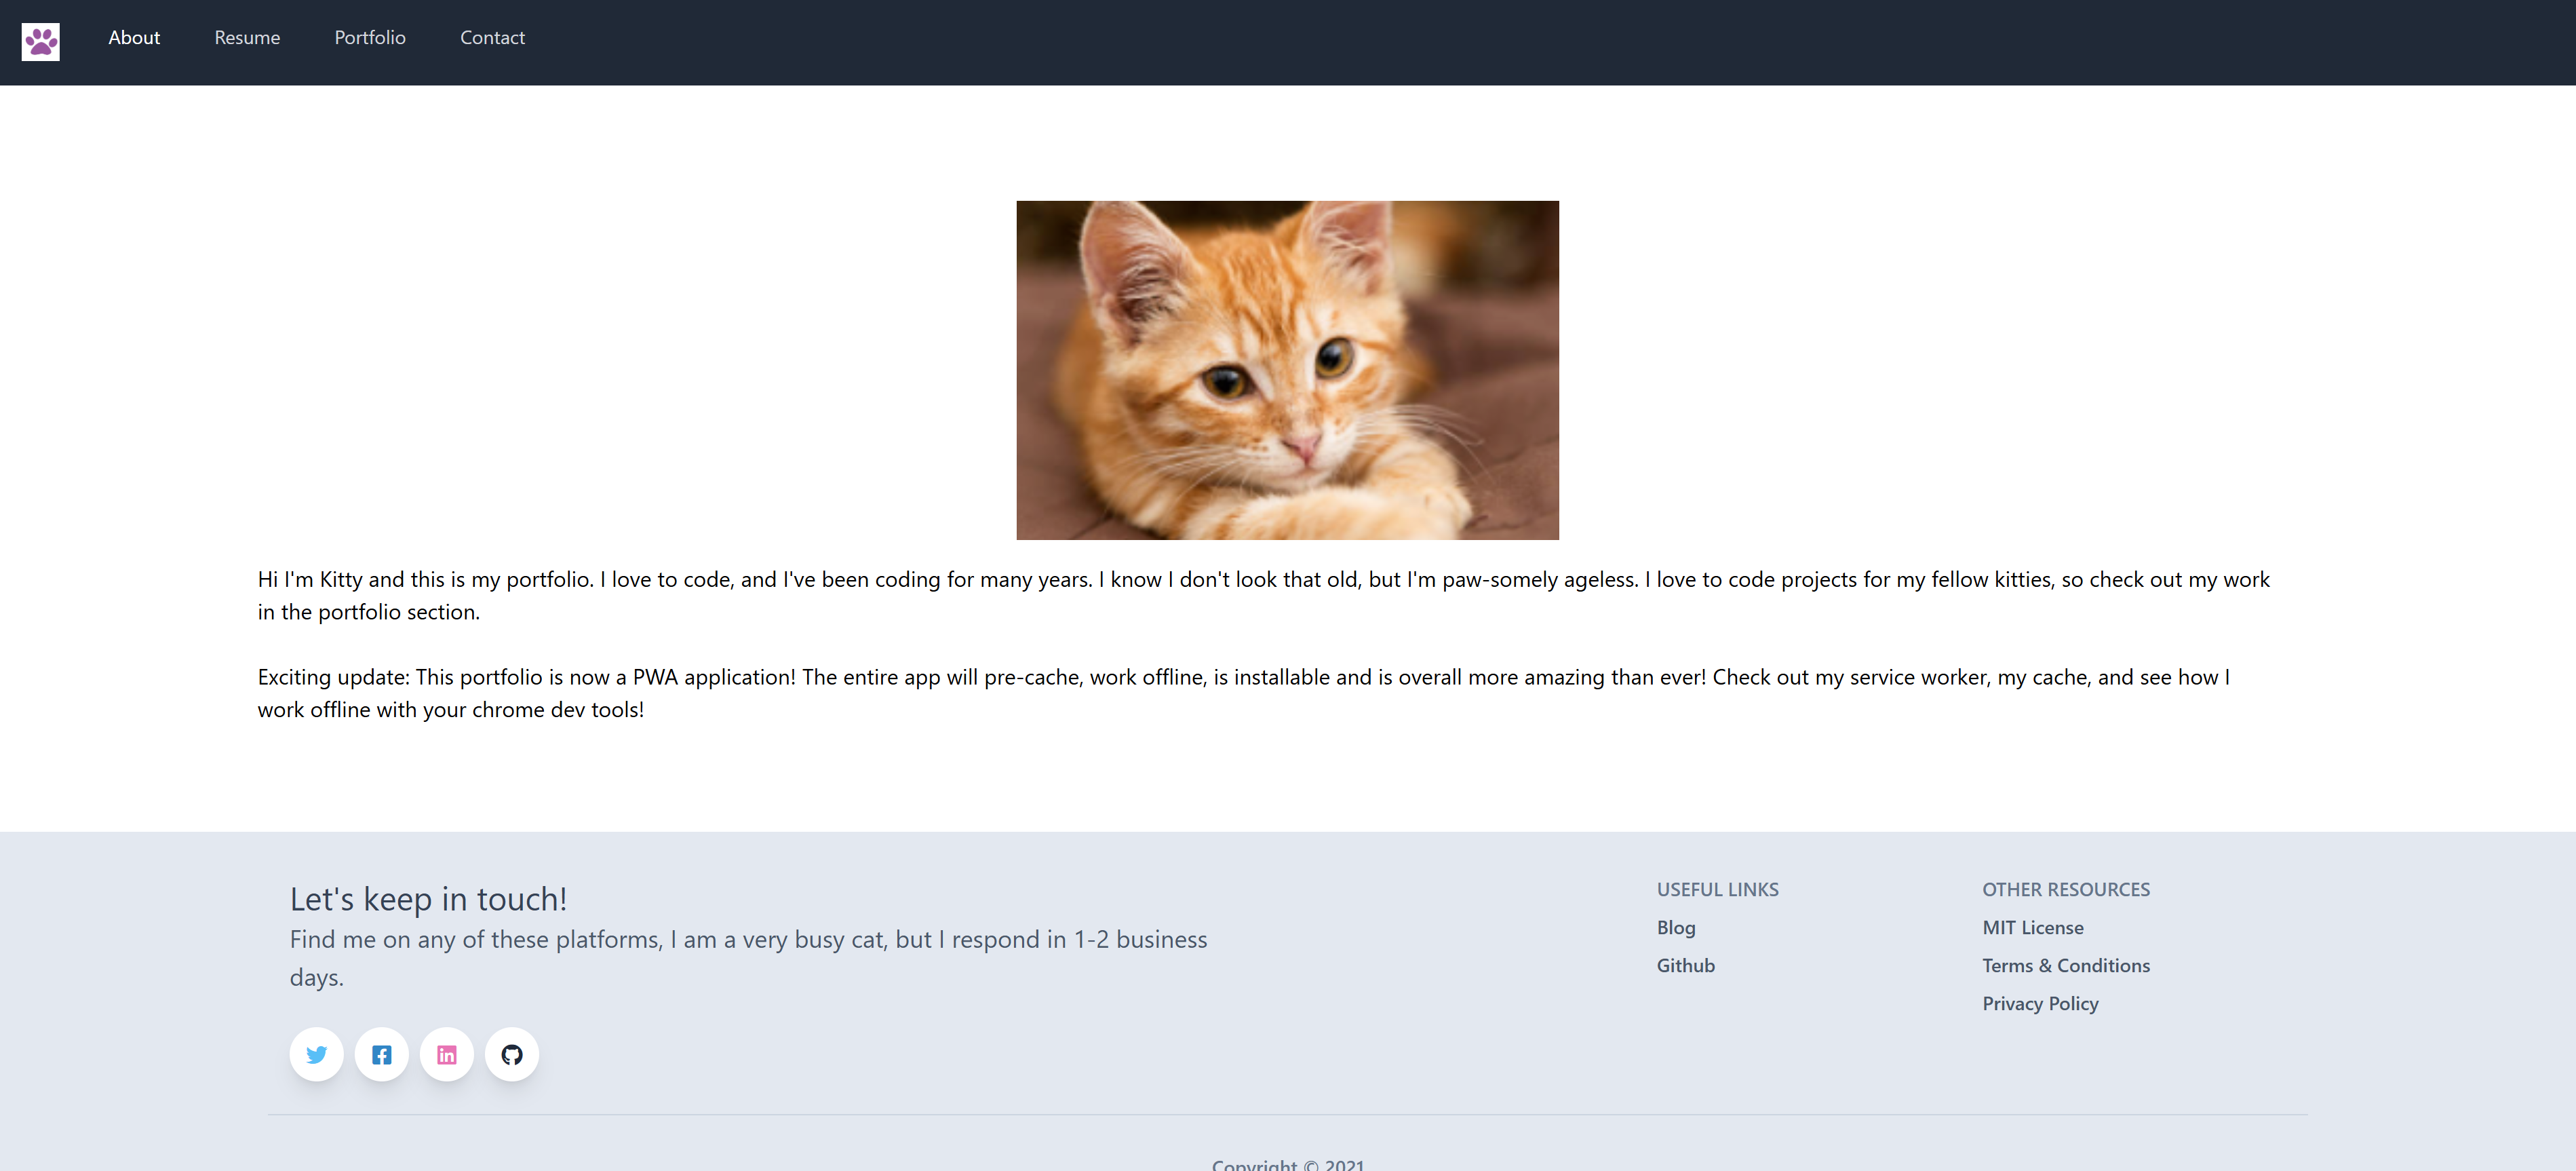 About Resume Portfolio Contact
Hi I'm Kitty and this is my portfolio. I love to code, and I've been coding for many years. I know I don't look that old, but I'm paw-somely ageless. I love to code projects for my fellow kitties, so check out my work
in the portfolio section.
Exciting update: This portfolio is now a PWA application! The entire app will pre-cache, work offline, is installable and is overall more amazing than ever! Check out my service worker, my cache, and see how I
work offline with your chrome dev tools!
Let's keep in touch!
Find me on any of these platforms, I am a very busy cat, but I respond in 1-2 business
days.
USEFUL LINKS
Blog
Github
OTHER RESOURCES
MIT License
Terms & Conditions
Privacy Policy
Copyright © 2021